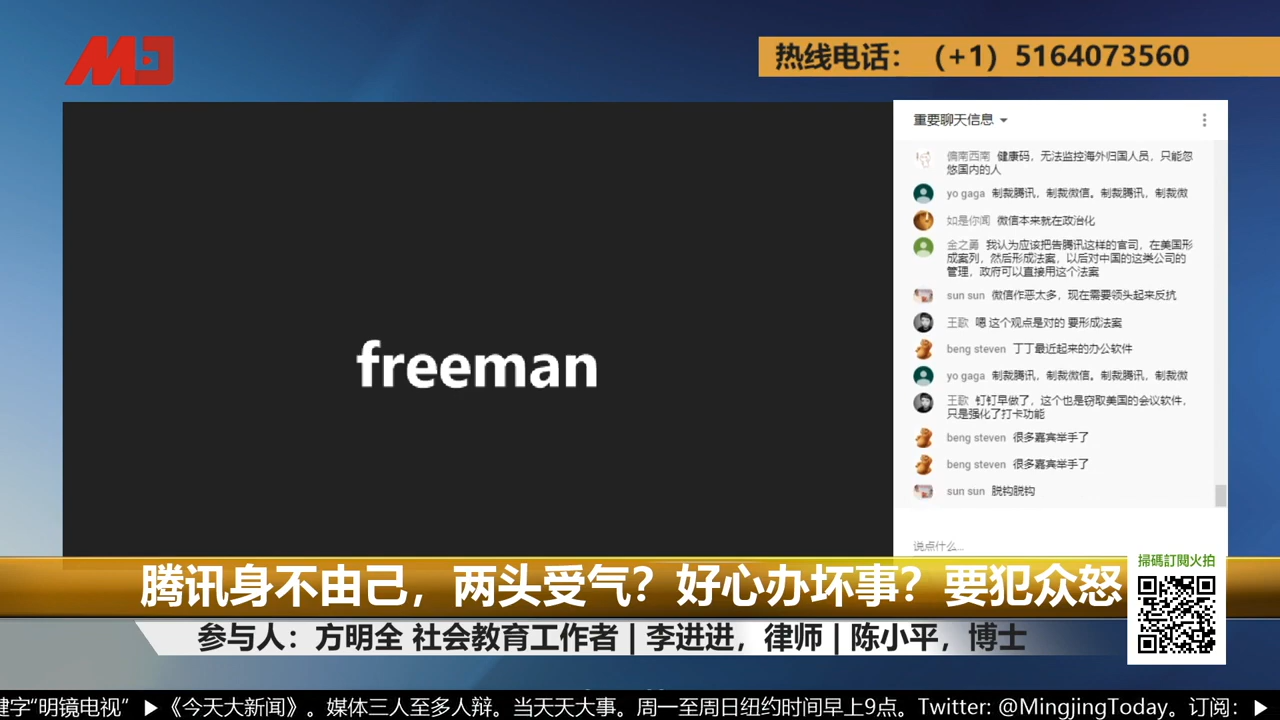 MJ
热线电话：（+1）5164073560
重要聊天信息
偏南西南 健康码，无法监控海外归国人员，只能忽
悠国内的人
yo gaga 制裁腾讯，制裁微信。制裁腾讯，制裁微
如是你闻 微信本来就在政治化
金之勇 我认为应该把告腾讯这样的官司，在美国形
成案列，然后形成法案，以后对中国的这类公司的
管理，政府可以直接用这个法案
sun sun 微信作恶太多，现在需要领头起来反抗
王歌 嗯 这个观点是对的 要形成法案
beng steven 丁丁最近起来的办公软件
yo gaga 制裁腾讯，制裁微信。制裁腾讯，制裁微
王歌 钉钉早做了，这个也是窃取美国的会议软件，
只是强化了打卡功能
beng steven 很多嘉宾举手了
beng steven 很多嘉宾举手了
sun sun 脱钩脱钩
说点什么...
freeman
掃碼訂閱火拍
腾讯身不由己，两头受气？好心办坏事？要犯众怒
参与人：方明全 社会教育工作者 | 李进进，律师 | 陈小平，博士
键字“明镜电视” ▶《今天大新闻》。媒体三人至多人辩。当天天大事。周一至周日纽约时间早上9点。Twitter: @MingjingToday。订阅：▶